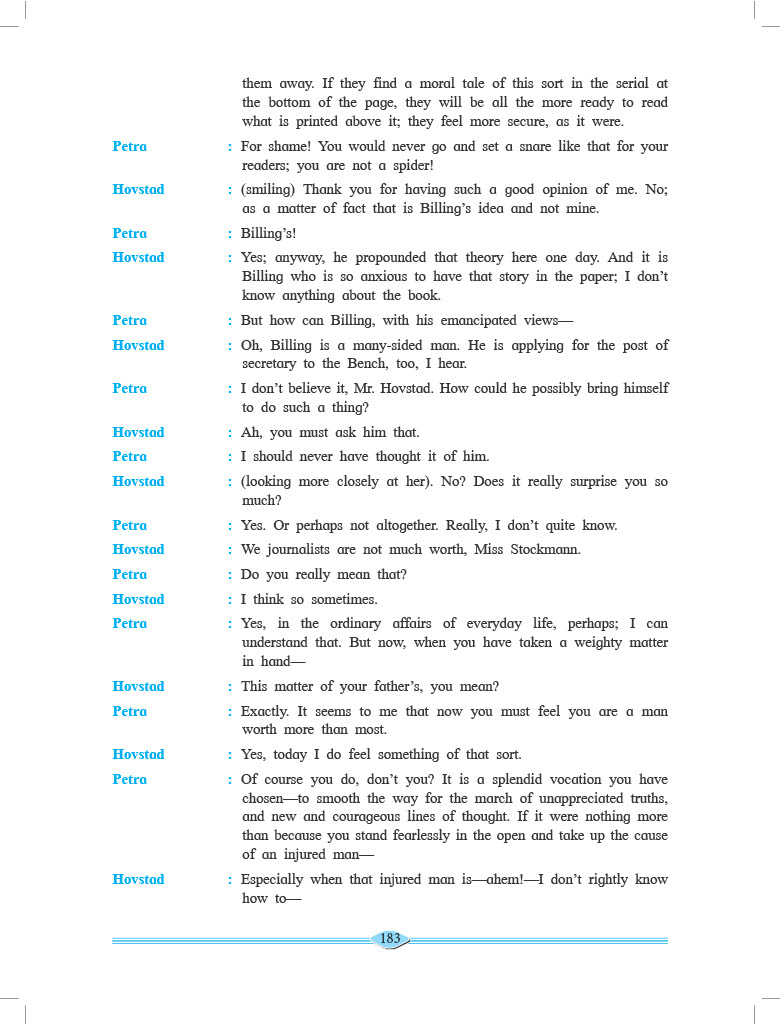 them away. If they find a moral tale of this sort in the serial at
the bottom of the page, they will be all the more ready to read
what is printed above it; they feel more secure, as it were.
Petra : For shame! You would never go and set a snare like that for your
readers; you are not a spider!
Hovstad : (smiling) Thank you for having such a good opinion of me. No;
as a matter of fact that is Billing’s idea and not mine.
Petra : Billing’s!
Hovstad : Yes; anyway, he propounded that theory here one day. And it is
Billing who is so anxious to have that story in the paper; I don’t
know anything about the book.
Petra : But how can Billing, with his emancipated views—
Hovstad : Oh, Billing is a many-sided man. He is applying for the post of
secretary to the Bench, too, I hear.
Petra : I don’t believe it, Mr. Hovstad. How could he possibly bring himself
to do such a thing?
Hovstad : Ah, you must ask him that.
Petra : I should never have thought it of him.
Hovstad : (looking more closely at her). No? Does it really surprise you so
much?
Petra : Yes. Or perhaps not altogether. Really, I don’t quite know.
Hovstad : We journalists are not much worth, Miss Stockmann.
Petra : Do you really mean that?
Hovstad : I think so sometimes.
Petra : Yes, in the ordinary affairs of everyday life, perhaps; I can
understand that. But now, when you have taken a weighty matter
in hand—
Hovstad : This matter of your father’s, you mean?
Petra : Exactly. It seems to me that now you must feel you are a man
worth more than most.
Hovstad : Yes, today I do feel something of that sort.
Petra : Of course you do, don’t you? It is a splendid vocation you have
chosen—to smooth the way for the march of unappreciated truths,
and new and courageous lines of thought. If it were nothing more
than because you stand fearlessly in the open and take up the cause
of an injured man—
Hovstad : Especially when that injured man is—ahem!—I don’t rightly know
how to—
183